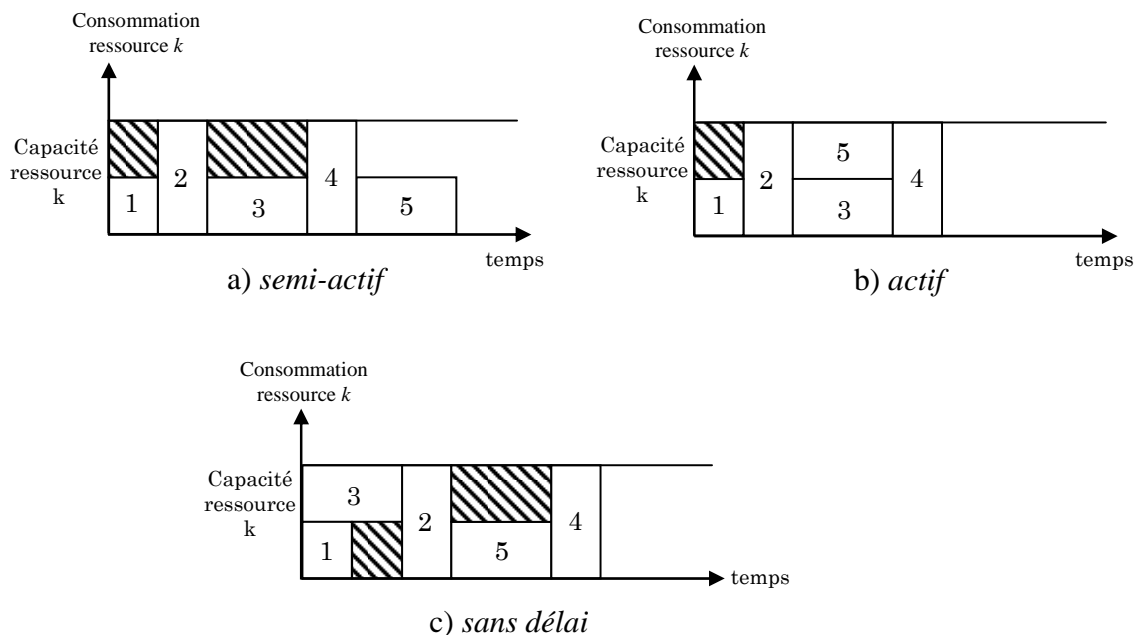 Consommation
ressource k
Capacité
ressource
k
1
2
3
4
5
temps
a) semi-actif
Consommation
ressource k
Capacité
ressource
k
1
2
5
3
4
temps
b) actif
Consommation
ressource k
Capacité
ressource
k
3
1
2
5
4
temps
c) sans délai